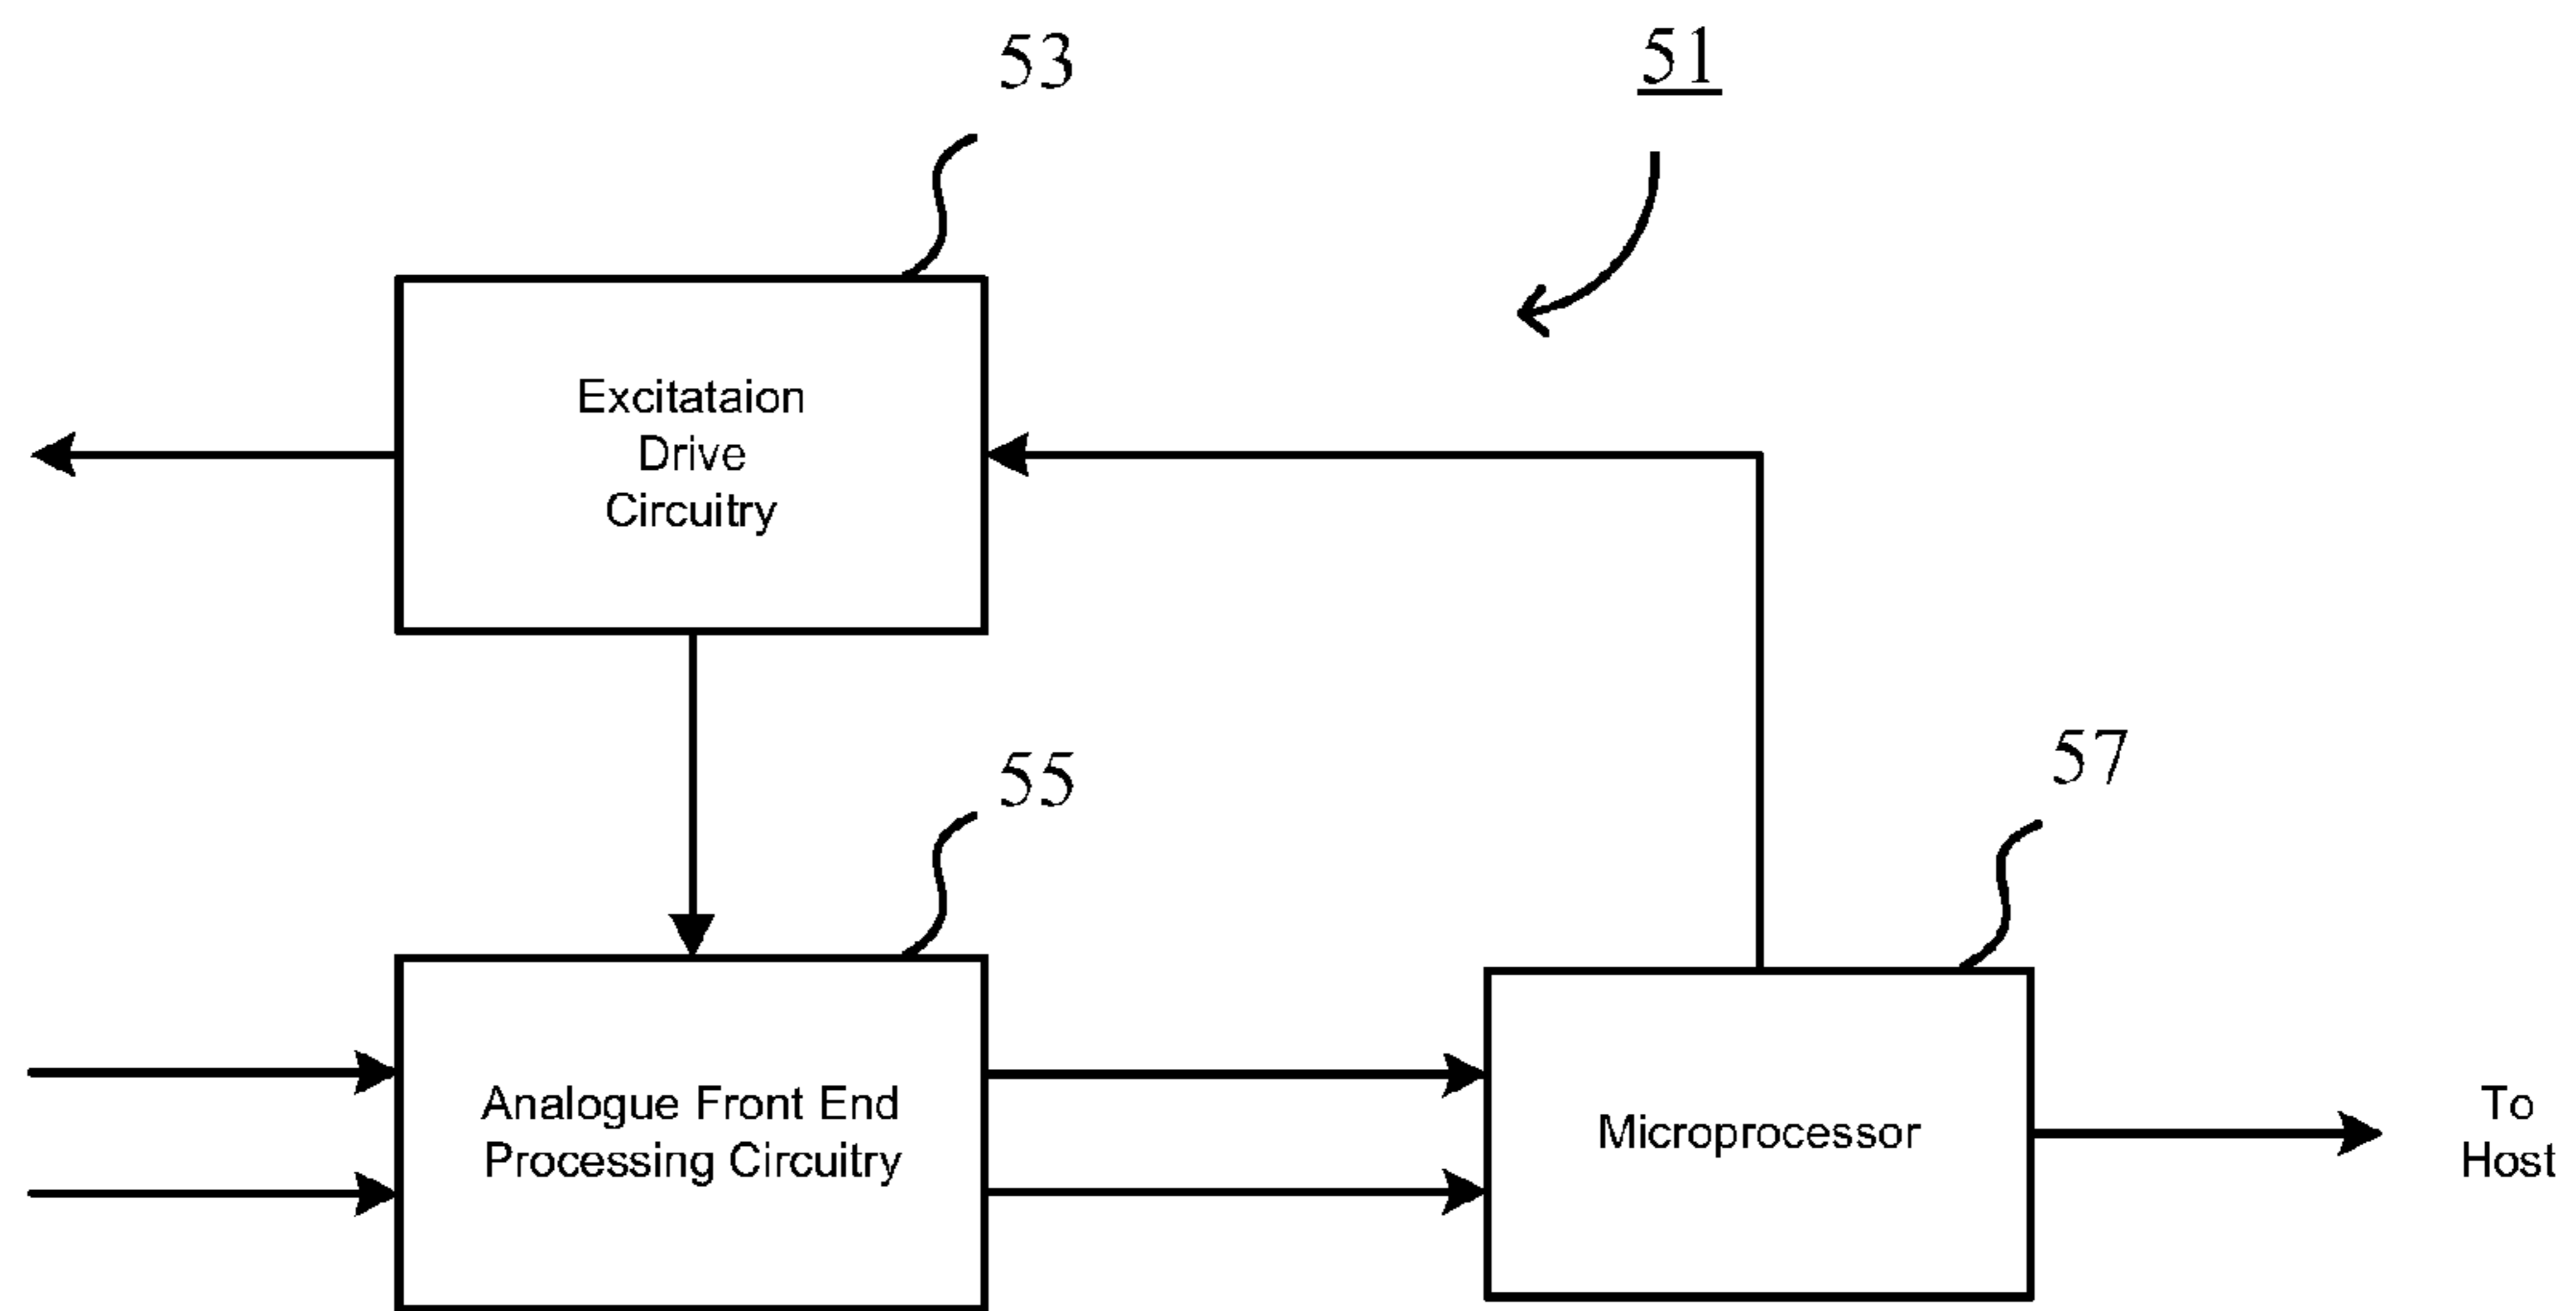 53
51
Excitataion
Drive
Circuitry
55
57
Analogue Front End
Processing Circuitry
Microprocessor
To
Host